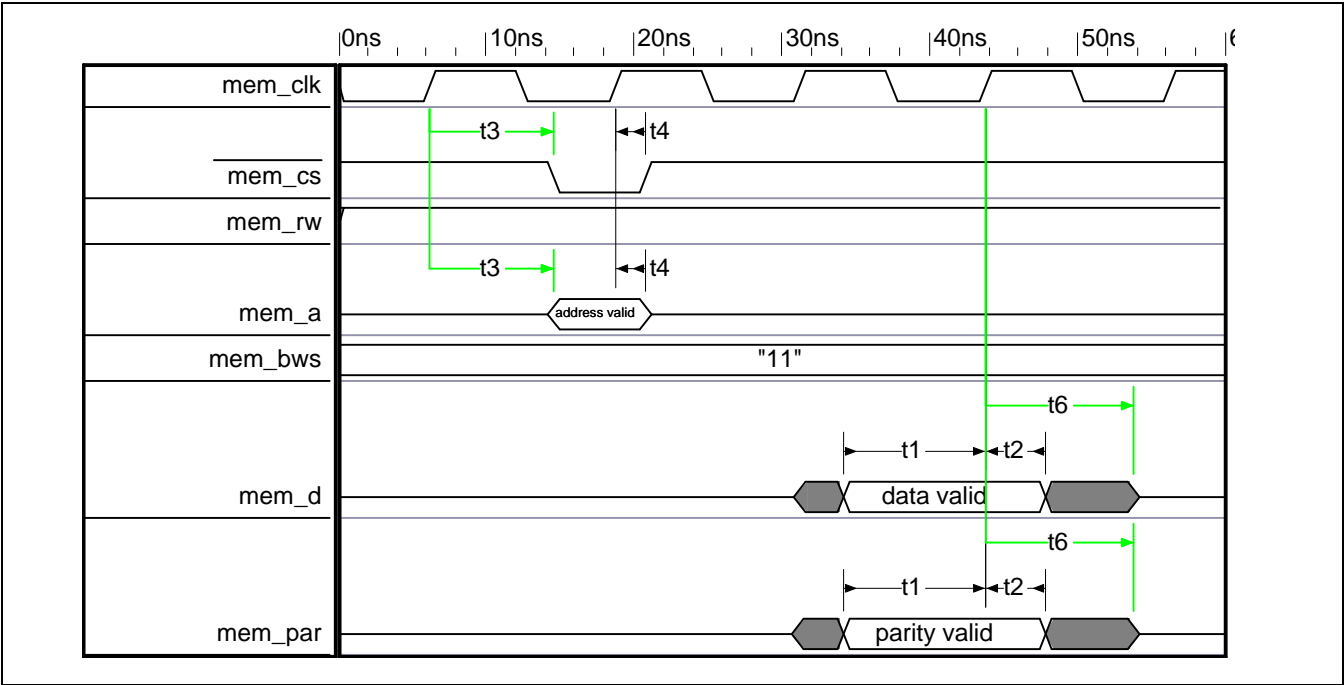 0ns 10ns 20ns 30ns 40ns 50ns
mem_clk
t3 t4
mem_cs
mem_rw
t3 t4
mem_a address valid
mem_bws "11"
t6
t1 t2
mem_d data valid
t6
t1 t2
mem_par parity valid